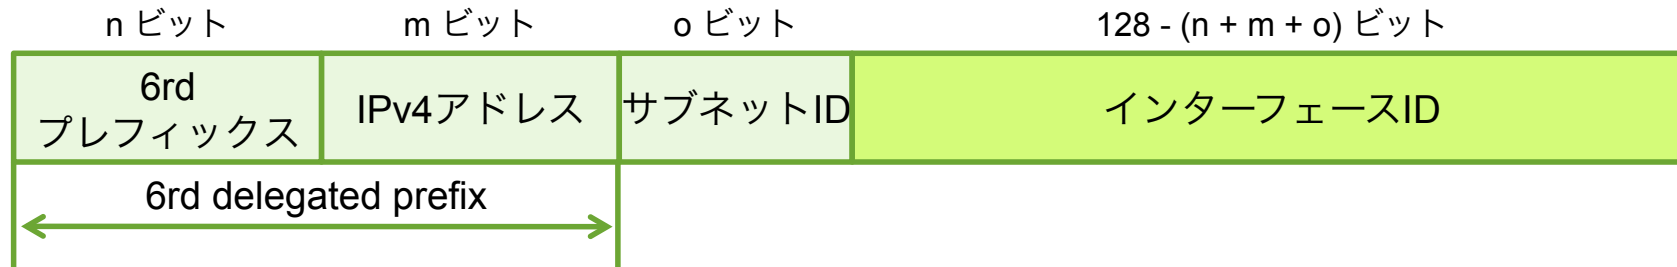 n ビット
m ビット
o ビット
128 - (n + m + o) ビット
6rd
プレフィックス
IPv4アドレス
サブネットID
インターフェースID
6rd delegated prefix